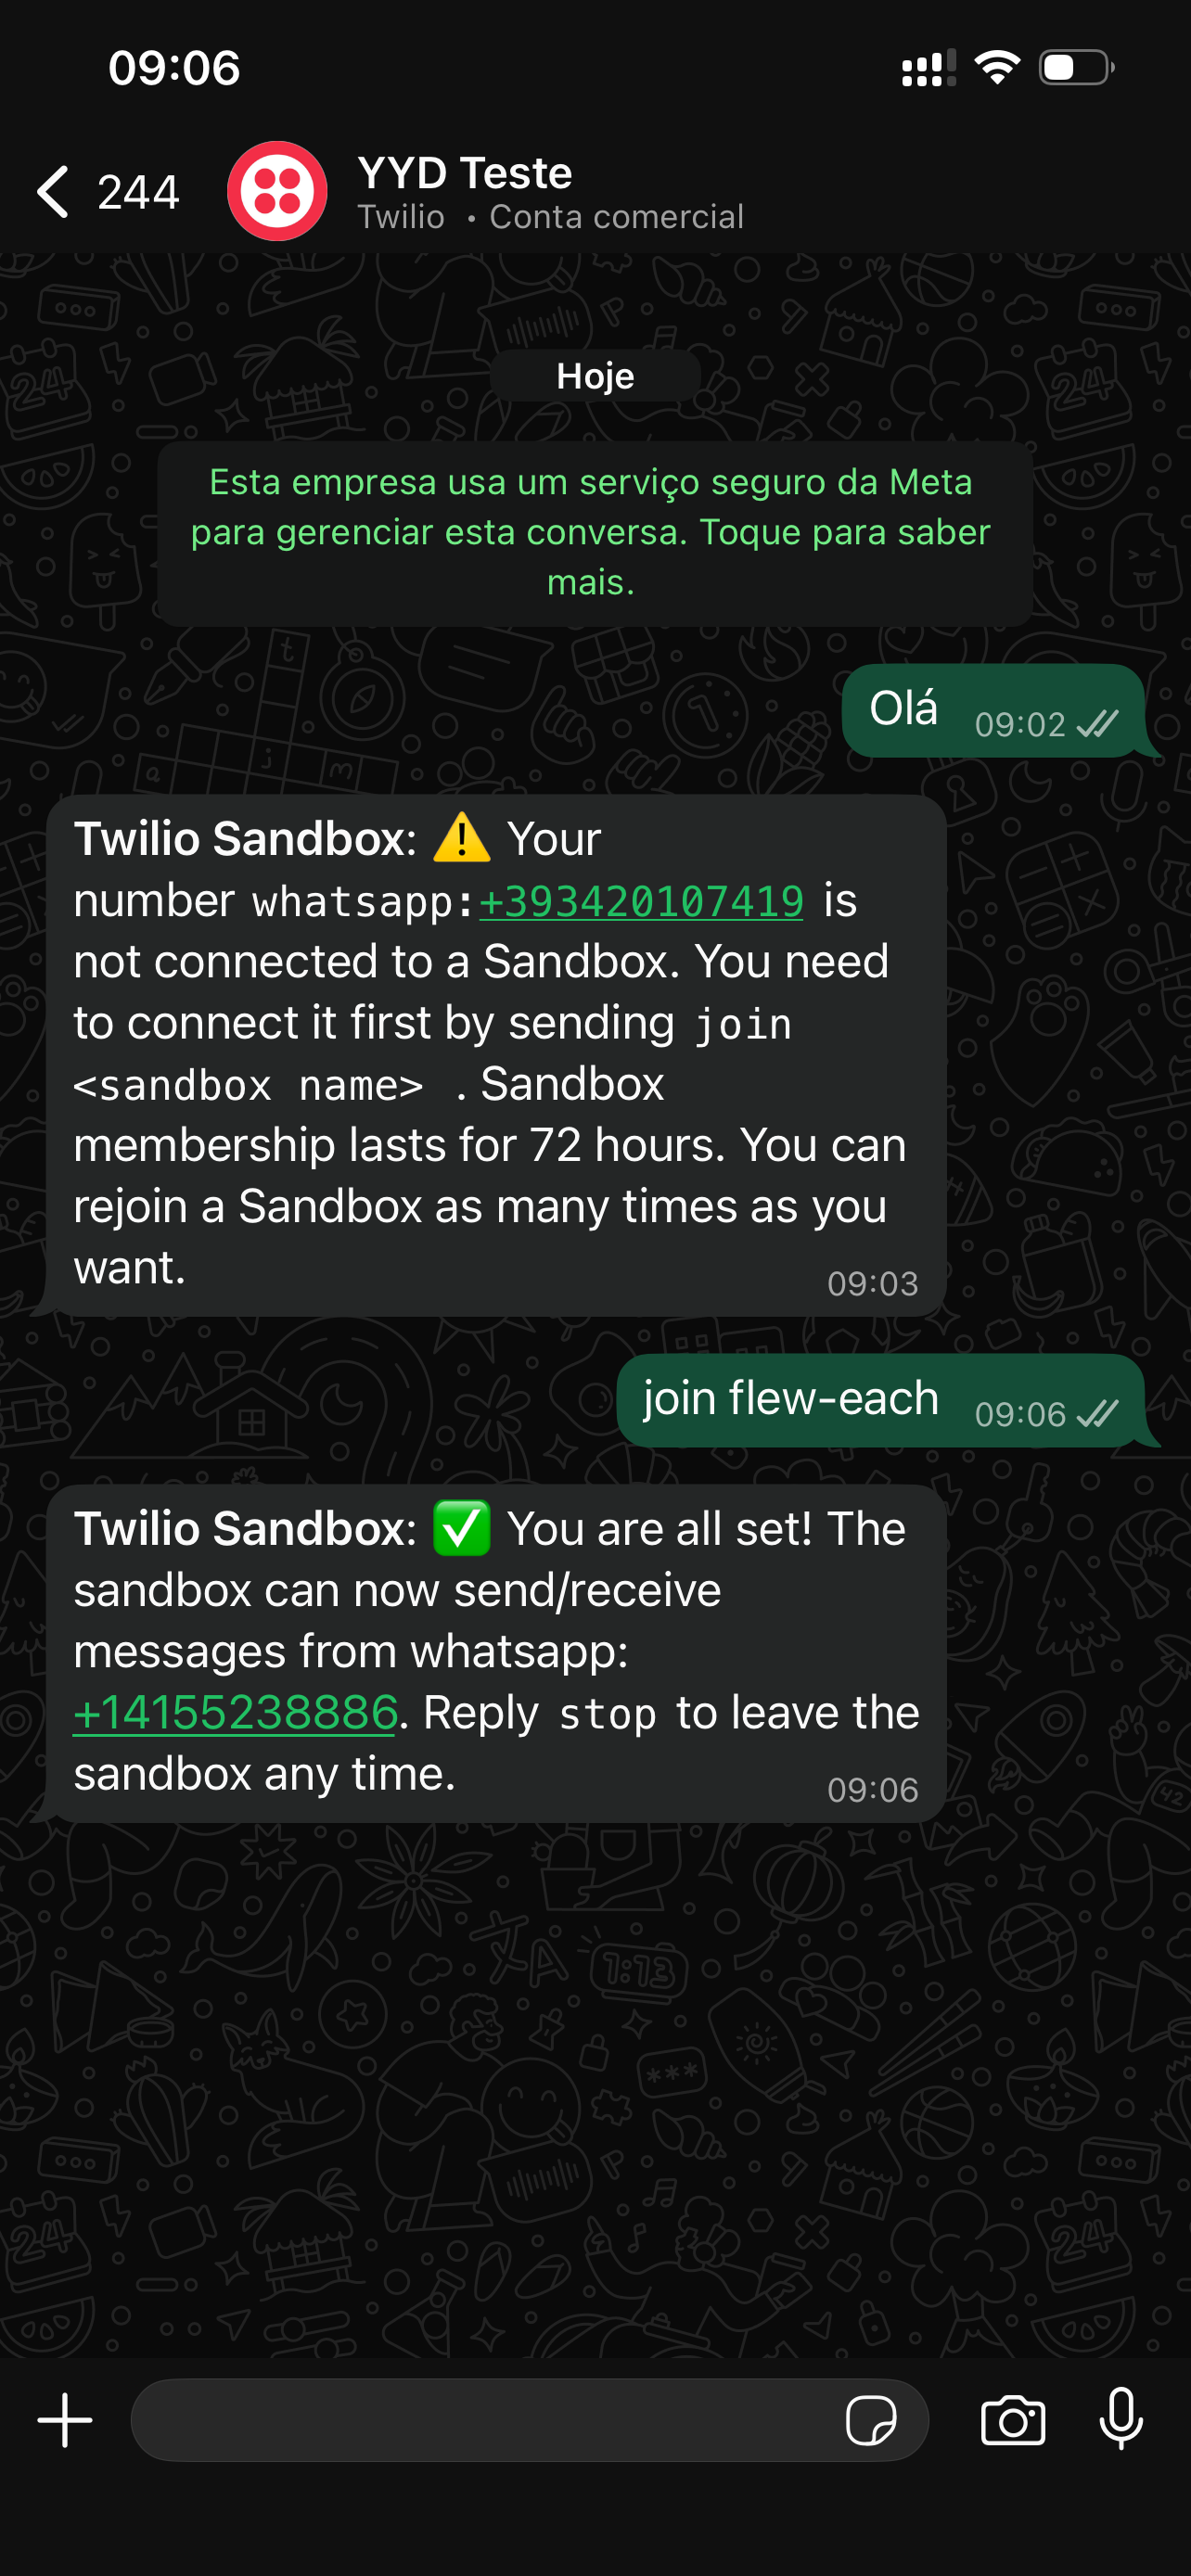 09:06
244
YYD Teste
Twilio • Conta comercial
Hoje
Esta empresa usa um serviço seguro da Meta
para gerenciar esta conversa. Toque para saber
mais.
Olá 09:02
Twilio Sandbox: ⚠️ Your
number whatsapp:+393420107419 is
not connected to a Sandbox. You need
to connect it first by sending join
<sandbox name> . Sandbox
membership lasts for 72 hours. You can
rejoin a Sandbox as many times as you
want.
09:03
join flew-each 09:06
Twilio Sandbox: ✅ You are all set! The
sandbox can now send/receive
messages from whatsapp:
+14155238886. Reply stop to leave the
sandbox any time.
09:06